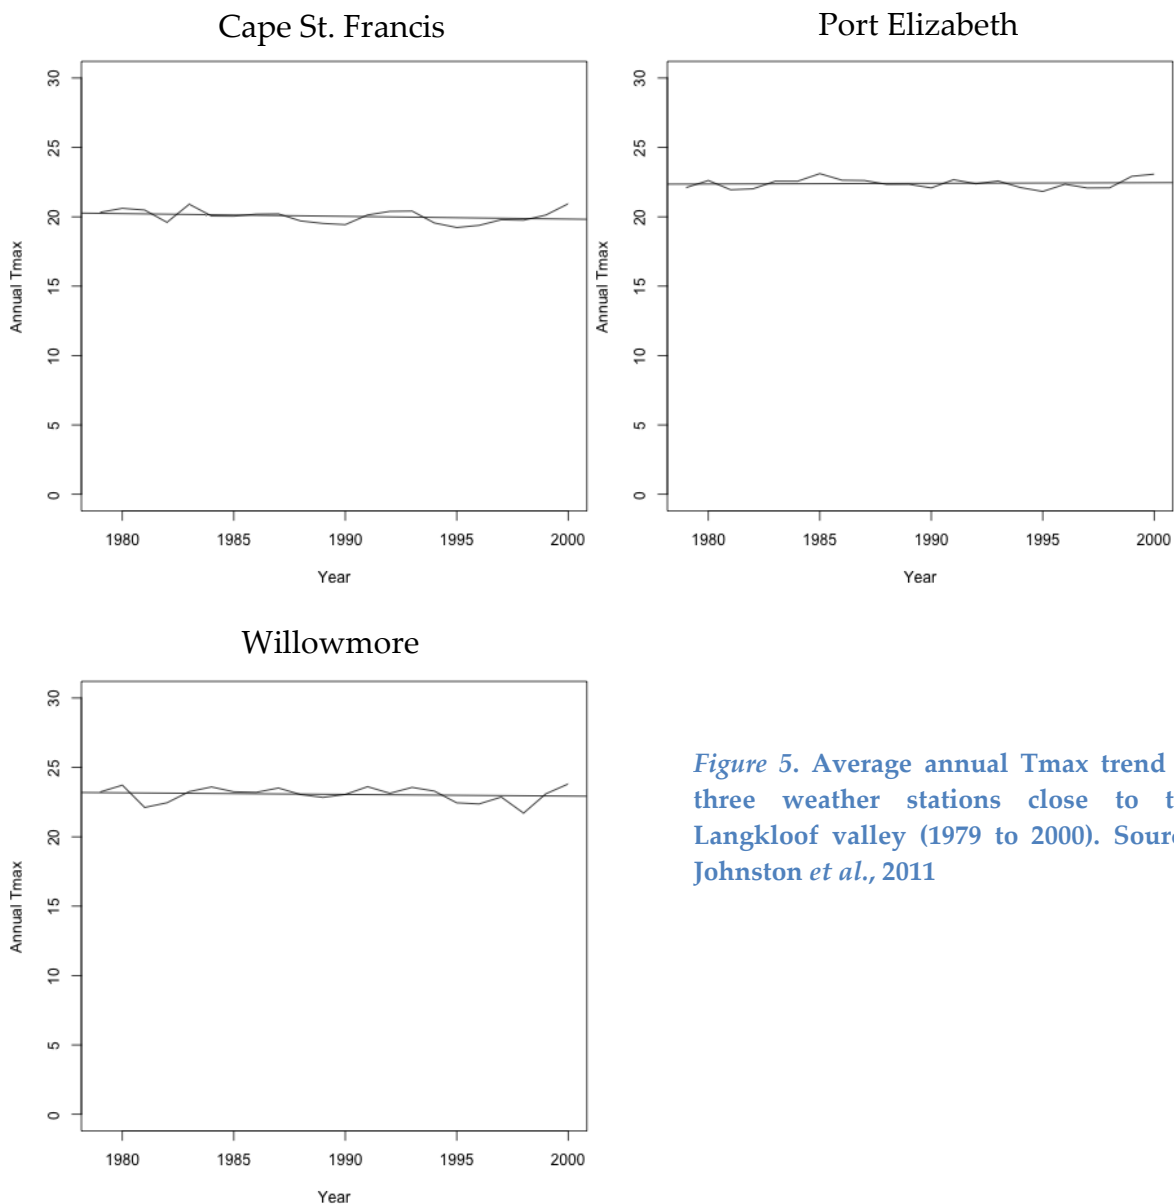 Cape St. Francis
30
25
20
15
10
5
0
Annual Tmax
1980 1985 1990 1995 2000
Year
Port Elizabeth
30
25
20
15
10
5
0
Annual Tmax
1980 1985 1990 1995 2000
Year
Willowmore
30
25
20
15
10
5
0
Annual Tmax
1980 1985 1990 1995 2000
Year
Figure 5. Average annual Tmax trend
three weather stations close to
Langkloof valley (1979 to 2000).
Johnston et al., 2011